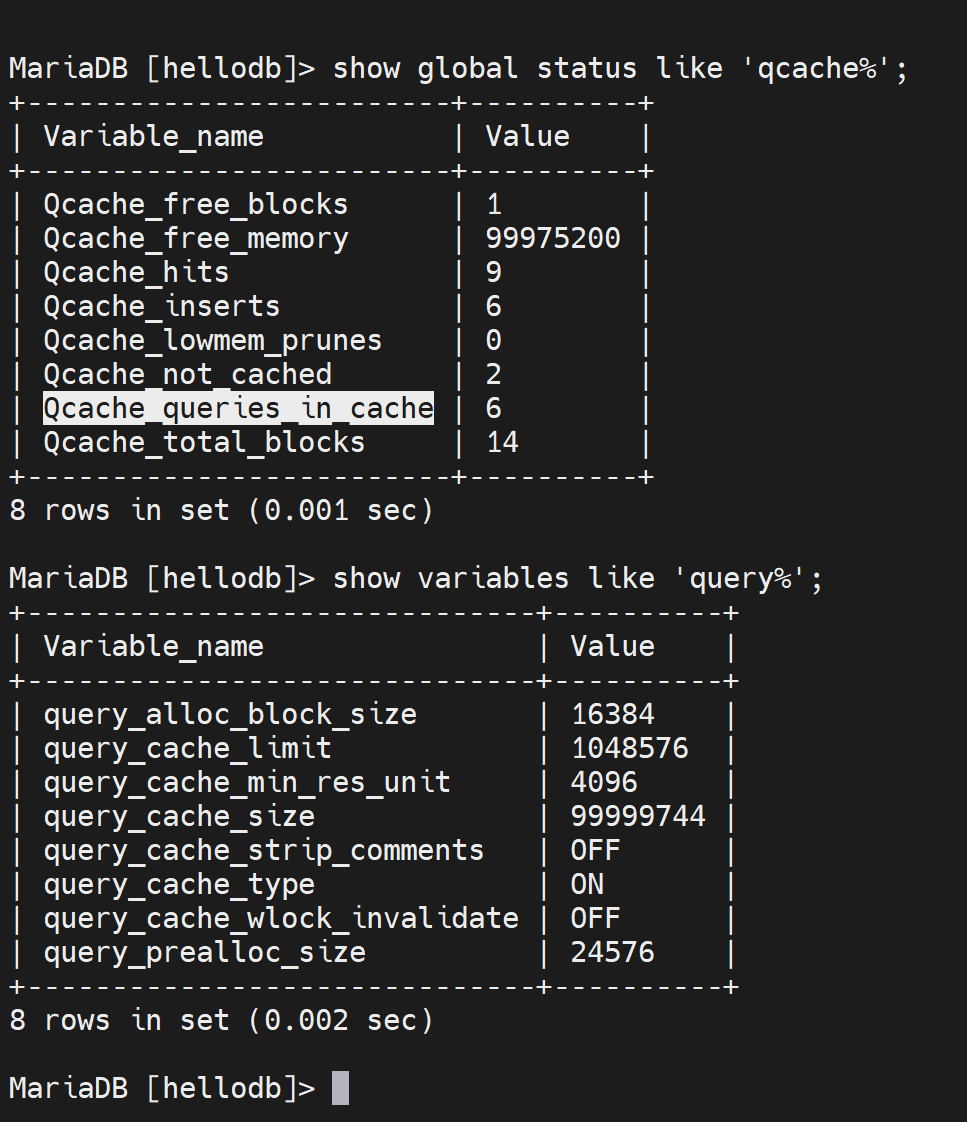 MariaDB [hellodb]> show global status like 'qcache%';
+-------------------------+----------+
| Variable_name           | Value    |
+-------------------------+----------+
| Qcache_free_blocks      | 1        |
| Qcache_free_memory      | 99975200 |
| Qcache_hits             | 9        |
| Qcache_inserts          | 6        |
| Qcache_lowmem_prunes    | 0        |
| Qcache_not_cached       | 2        |
| Qcache_queries_in_cache | 6        |
| Qcache_total_blocks     | 14       |
+-------------------------+----------+
8 rows in set (0.001 sec)

MariaDB [hellodb]> show variables like 'query%';
+------------------------------+----------+
| Variable_name                | Value    |
+------------------------------+----------+
| query_alloc_block_size       | 16384    |
| query_cache_limit            | 1048576  |
| query_cache_min_res_unit     | 4096     |
| query_cache_size             | 99999744 |
| query_cache_strip_comments   | OFF      |
| query_cache_type             | ON       |
| query_cache_wlock_invalidate | OFF      |
| query_prealloc_size          | 24576    |
+------------------------------+----------+
8 rows in set (0.002 sec)

MariaDB [hellodb]>